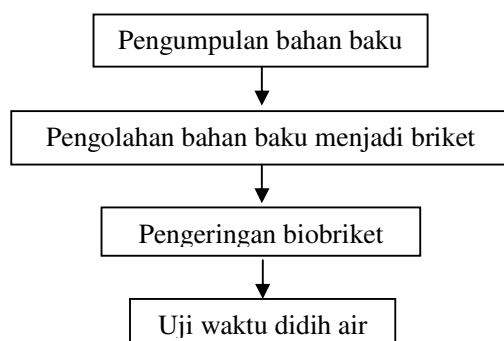 Pengumpulan bahan baku
Pengolahan bahan baku menjadi briket
Pengeringan biobriket
Uji waktu didih air